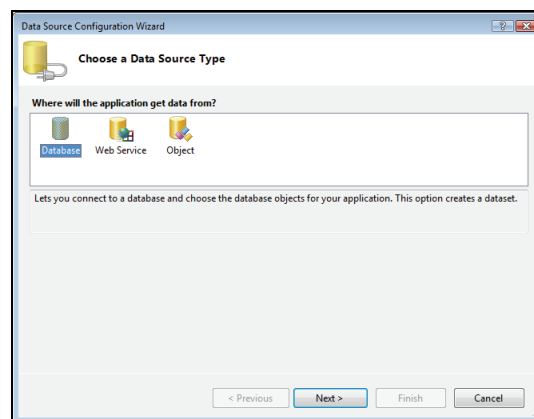 Data Source Configuration Wizard
Choose a Data Source Type
Where will the application get data from?
Database Web Service Object
Lets you connect to a database and choose the database objects for your application. This option creates a dataset.
< Previous Next > Finish Cancel